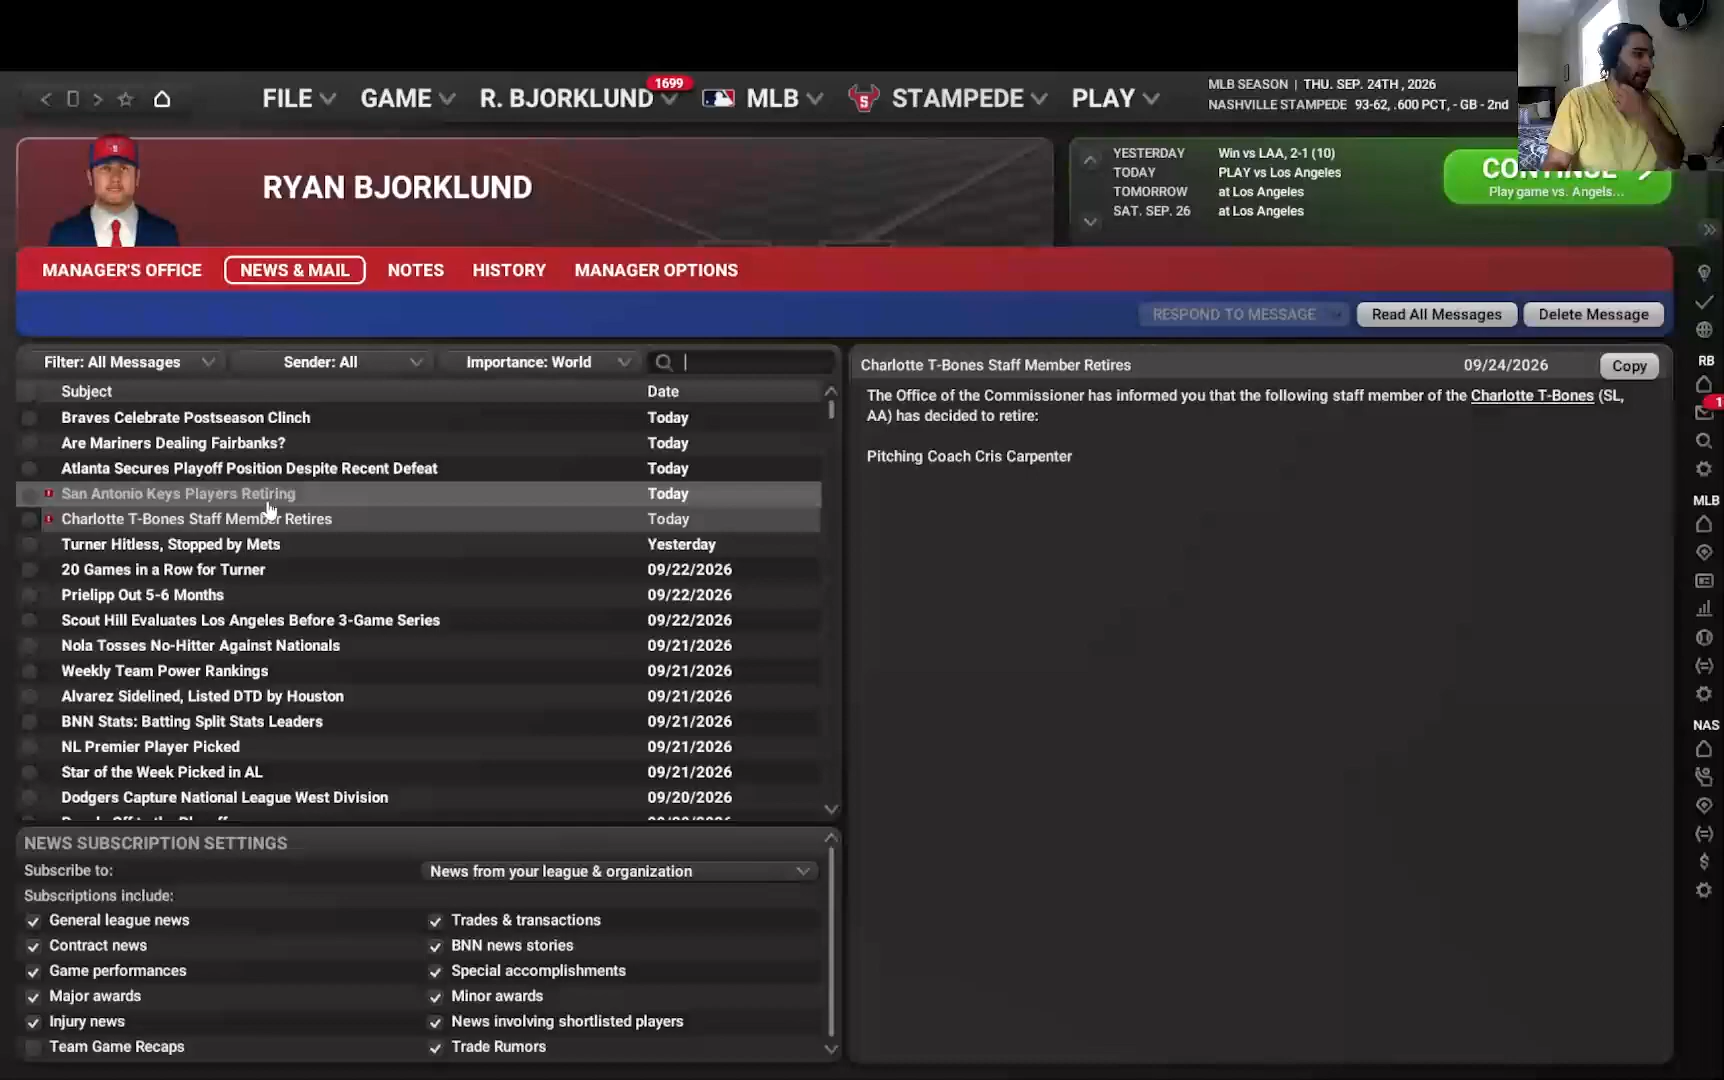 1699
FILE
GAME
R. BJORKLUND
MLB
STAMPEDE
PLAY
MLB SEASON | THU. SEP. 24TH, 2026
NASHVILLE STAMPEDE 93-62, .600 PCT, - GB - 2nd
RYAN BJORKLUND
YESTERDAY Win vs LAA, 2-1 (10)
TODAY PLAY vs Los Angeles
TOMORROW at Los Angeles
SAT. SEP. 26 at Los Angeles
Play game vs. Angels...
MANAGER'S OFFICE
NEWS & MAIL
NOTES
HISTORY
MANAGER OPTIONS
RESPOND TO MESSAGE
Read All Messages
Delete Message
Filter: All Messages
Sender: All
Importance: World
Subject Date
Braves Celebrate Postseason Clinch Today
Are Mariners Dealing Fairbanks? Today
Atlanta Secures Playoff Position Despite Recent Defeat Today
San Antonio Keys Players Retiring Today
Charlotte T-Bones Staff Member Retires Today
Turner Hitless, Stopped by Mets Yesterday
20 Games in a Row for Turner 09/22/2026
Prielipp Out 5-6 Months 09/22/2026
Scout Hill Evaluates Los Angeles Before 3-Game Series 09/22/2026
Nola Tosses No-Hitter Against Nationals 09/21/2026
Weekly Team Power Rankings 09/21/2026
Alvarez Sidelined, Listed DTD by Houston 09/21/2026
BNN Stats: Batting Split Stats Leaders 09/21/2026
NL Premier Player Picked 09/21/2026
Star of the Week Picked in AL 09/21/2026
Dodgers Capture National League West Division 09/20/2026
Charlotte T-Bones Staff Member Retires 09/24/2026 Copy
The Office of the Commissioner has informed you that the following staff member of the Charlotte T-Bones (SL,
AA) has decided to retire:
Pitching Coach Cris Carpenter
NEWS SUBSCRIPTION SETTINGS
Subscribe to: News from your league & organization
Subscriptions include:
General league news Trades & transactions
Contract news BNN news stories
Game performances Special accomplishments
Major awards Minor awards
Injury news News involving shortlisted players
Team Game Recaps Trade Rumors
RB
1
MLB
NAS